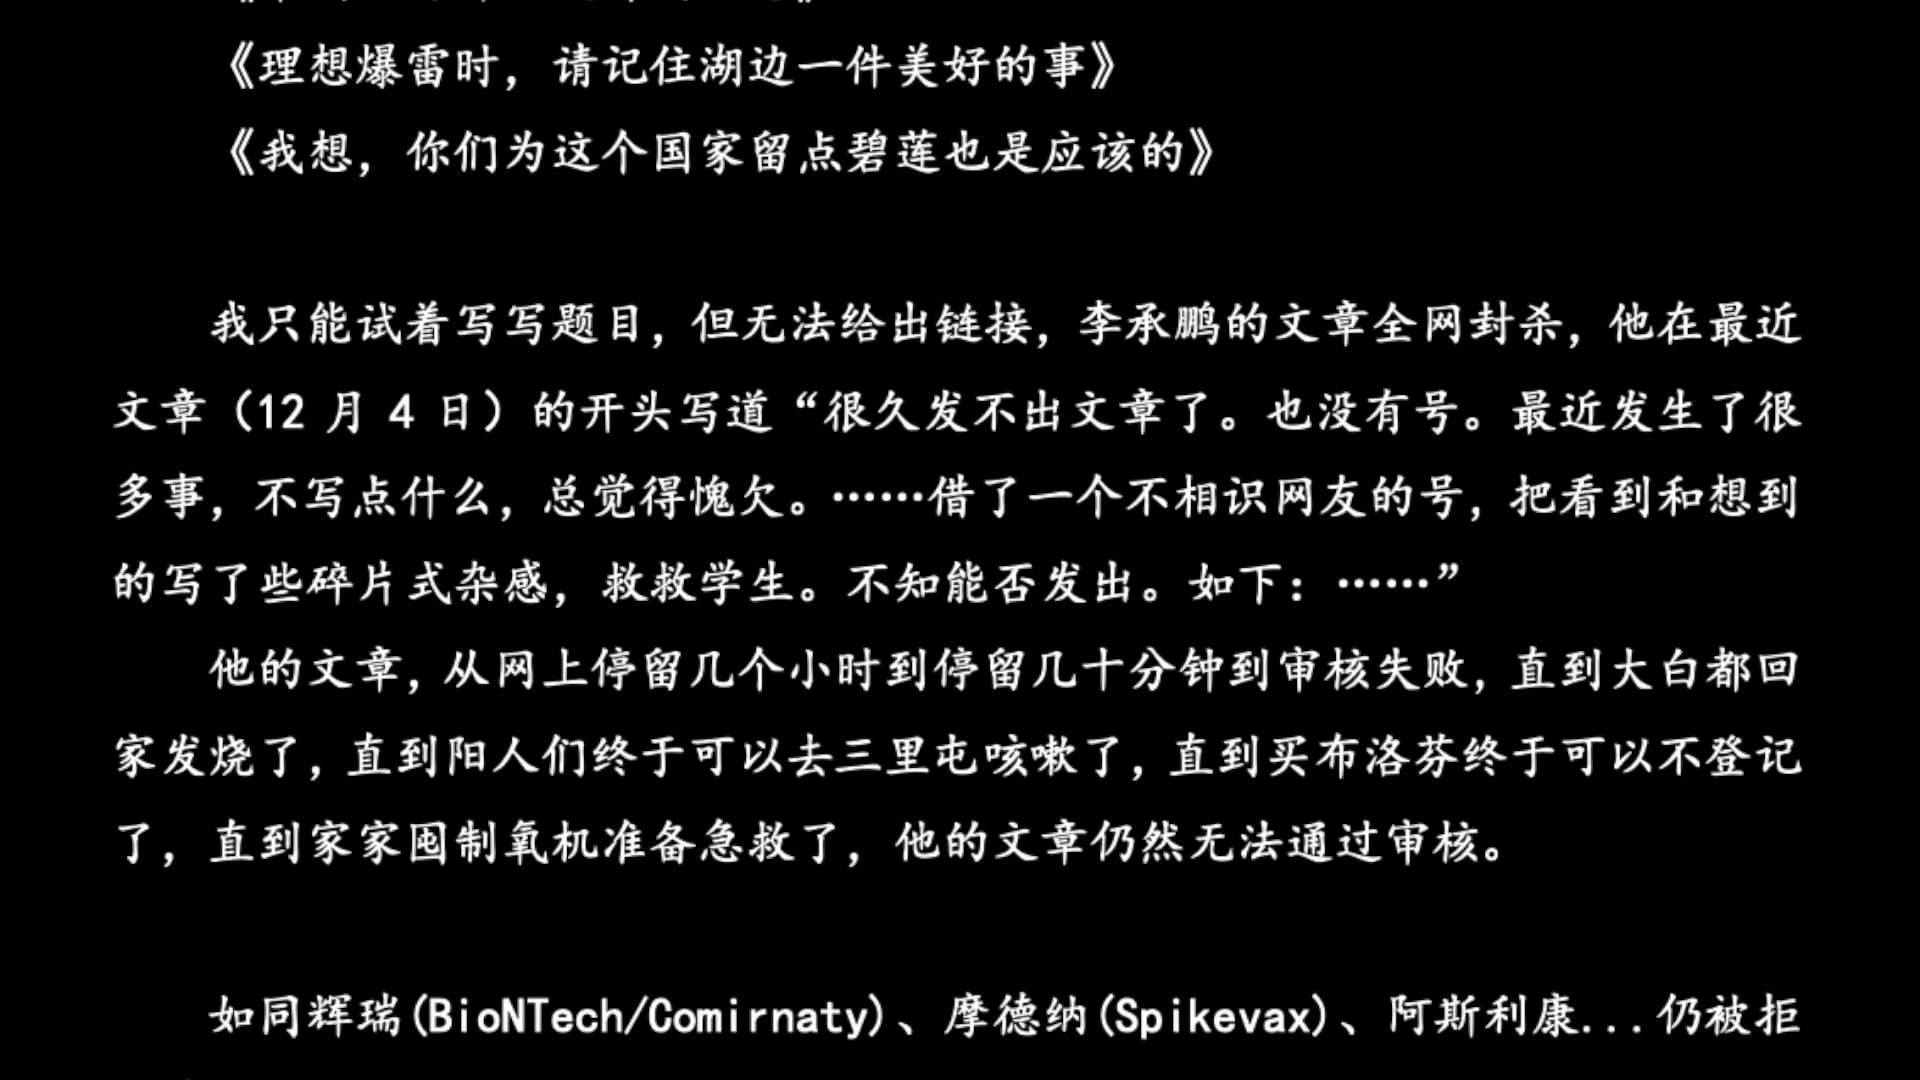 《理想爆雷时，请记住湖边一件美好的事》
《我想，你们为这个国家留点碧莲也是应该的》
我只能试着写写题目，但无法给出链接，李承鹏的文章全网封杀，他在最近
文章（12 月 4 日）的开头写道“很久发不出文章了。也没有号。最近发生了很
多事，不写点什么，总觉得愧欠。……借了一个不相识网友的号，把看到和想到
的写了些碎片式杂感，救救学生。不知能否发出。如下：……”
他的文章，从网上停留几个小时到停留几十分钟到审核失败，直到大白都回
家发烧了，直到阳人们终于可以去三里屯咳嗽了，直到买布洛芬终于可以不登记
了，直到家家囤制氧机准备急救了，他的文章仍然无法通过审核。
如同辉瑞(BioNTech/Comirnaty)、摩德纳(Spikevax)、阿斯利康...仍被拒